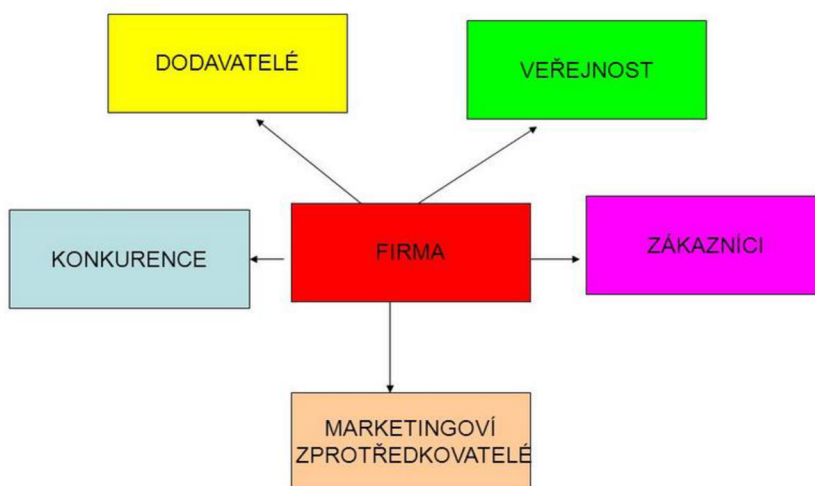 DODAVATELÉ
VEŘEJNOST
KONKURENCE
FIRMA
ZÁKAZNÍCI
MARKETINGOVÍ
ZPROTŘEDKOVATELÉ